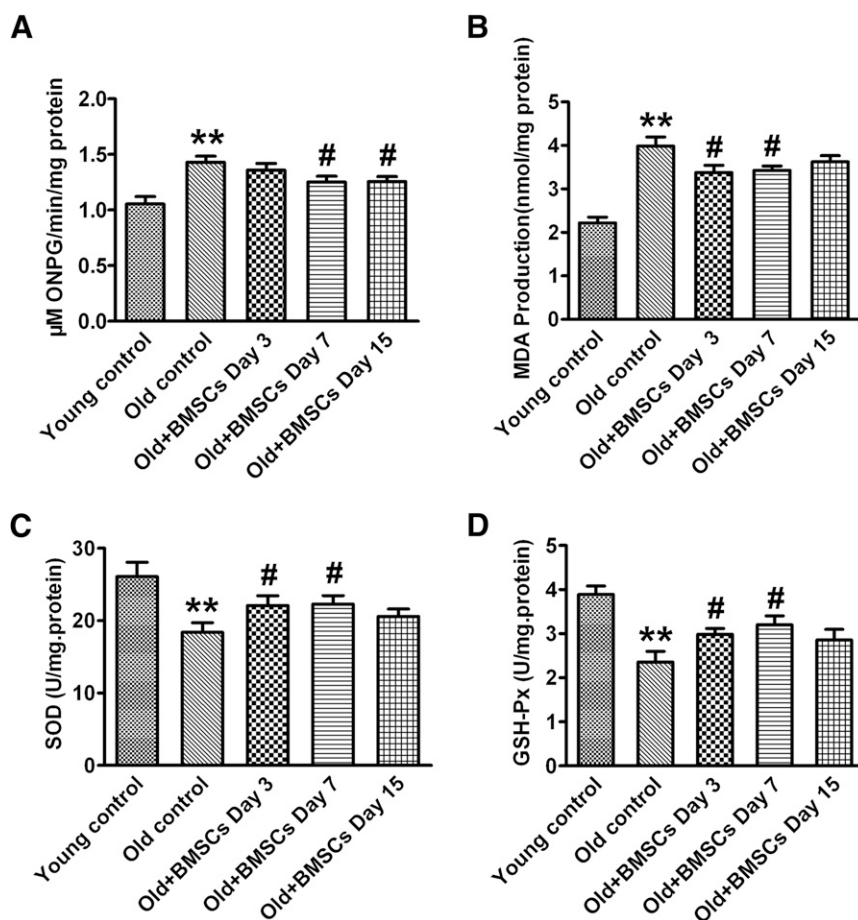 A
µM ONPG/min/mg protein
2.0
1.5
1.0
0.5
0.0
**
#
#
Young control
Old control
Old+BMSCs Day 3
Old+BMSCs Day 7
Old+BMSCs Day 15
B
MDA Production(nmol/mg protein)
5
4
3
2
1
0
**
#
#
Young control
Old control
Old+BMSCs Day 3
Old+BMSCs Day 7
Old+BMSCs Day 15
C
SOD (U/mg.protein)
30
20
10
0
**
#
#
Young control
Old control
Old+BMSCs Day 3
Old+BMSCs Day 7
Old+BMSCs Day 15
D
GSH-Px (U/mg.protein)
5
4
3
2
1
0
**
#
#
Young control
Old control
Old+BMSCs Day 3
Old+BMSCs Day 7
Old+BMSCs Day 15